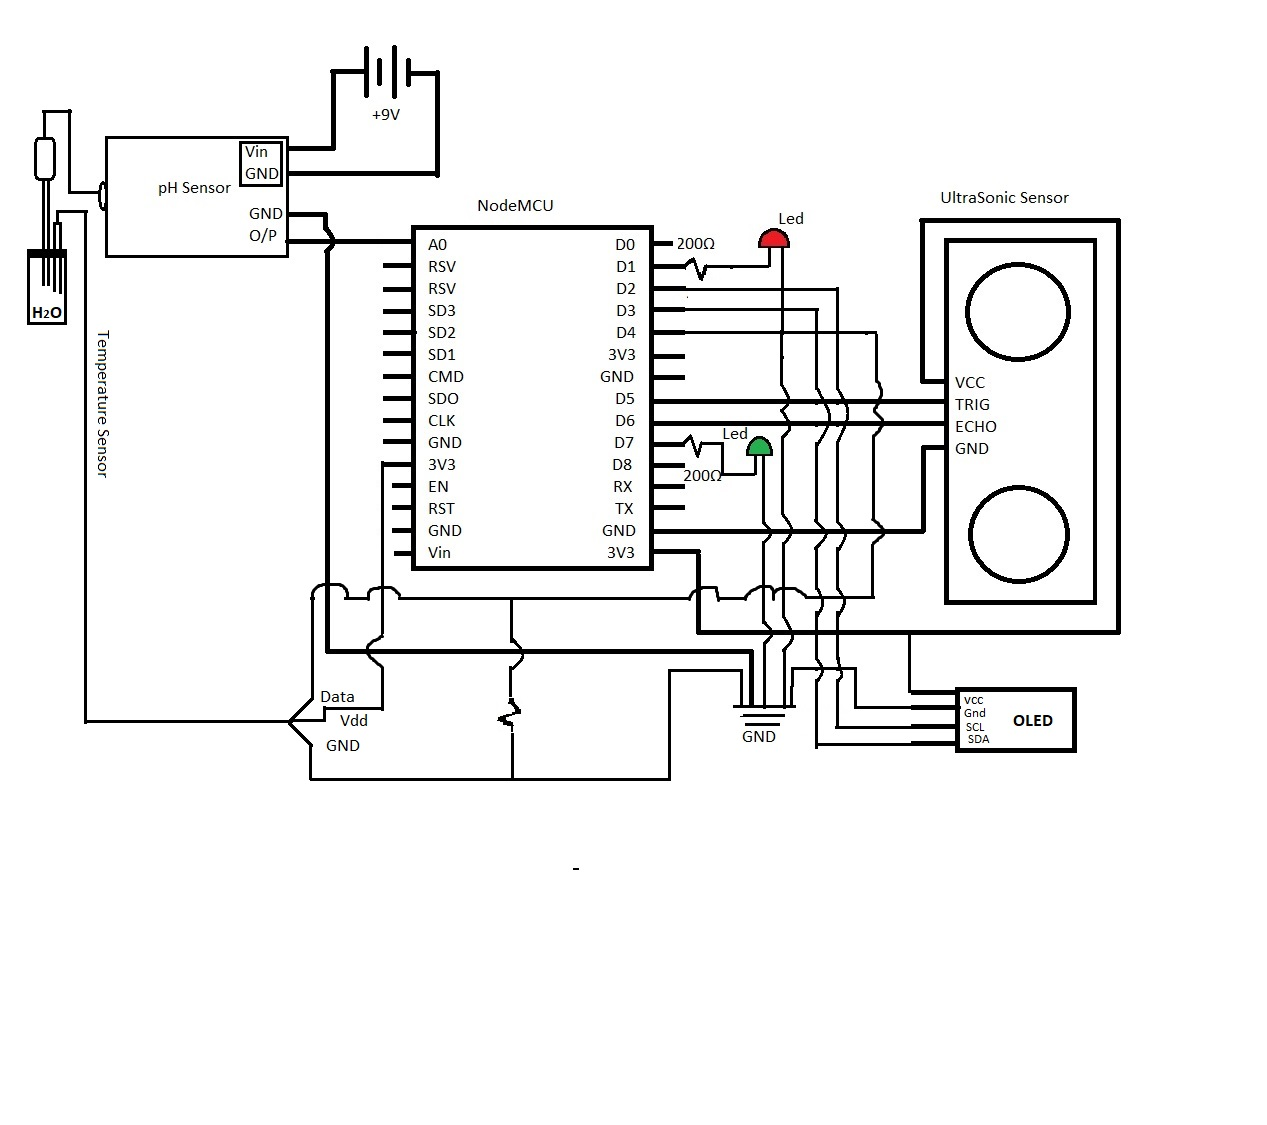 +9V
Vin
GND
pH Sensor
GND
O/P
H2O
Temperature Sensor
NodeMCU
A0
RSV
RSV
SD3
SD2
SD1
CMD
SDO
CLK
GND
3V3
EN
RST
GND
Vin
D0
D1
D2
D3
D4
3V3
GND
D5
D6
D7
D8
RX
TX
GND
3V3
200Ω
Led
Led
200Ω
UltraSonic Sensor
VCC
TRIG
ECHO
GND
Data
Vdd
GND
GND
vcc
Gnd
SCL
SDA
OLED
-